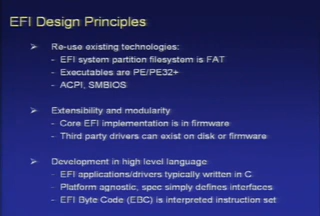 EFI Design Principles
➢ Re-use existing technologies:
- EFI system partition filesystem is FAT
- Executables are PE/PE32+
- ACPI, SMBIOS
➢ Extensibility and modularity
- Core EFI implementation is in firmware
- Third party drivers can exist on disk or firmware
➢ Development in high level language
- EFI applications/drivers typically written in C
- Platform agnostic, spec simply defines interfaces
- EFI Byte Code (EBC) is interpreted instruction set